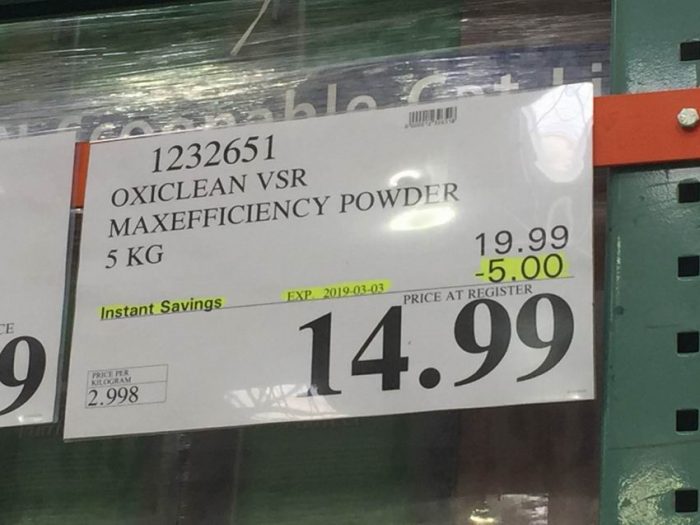 1232651
OXICLEAN VSR
MAXEFFICIENCY POWDER
5 KG
19.99
-5.00
Instant Savings
EXP. 2019-03-03
PRICE AT REGISTER
14.99
PRICE PER
KILOGRAM
2.998
9